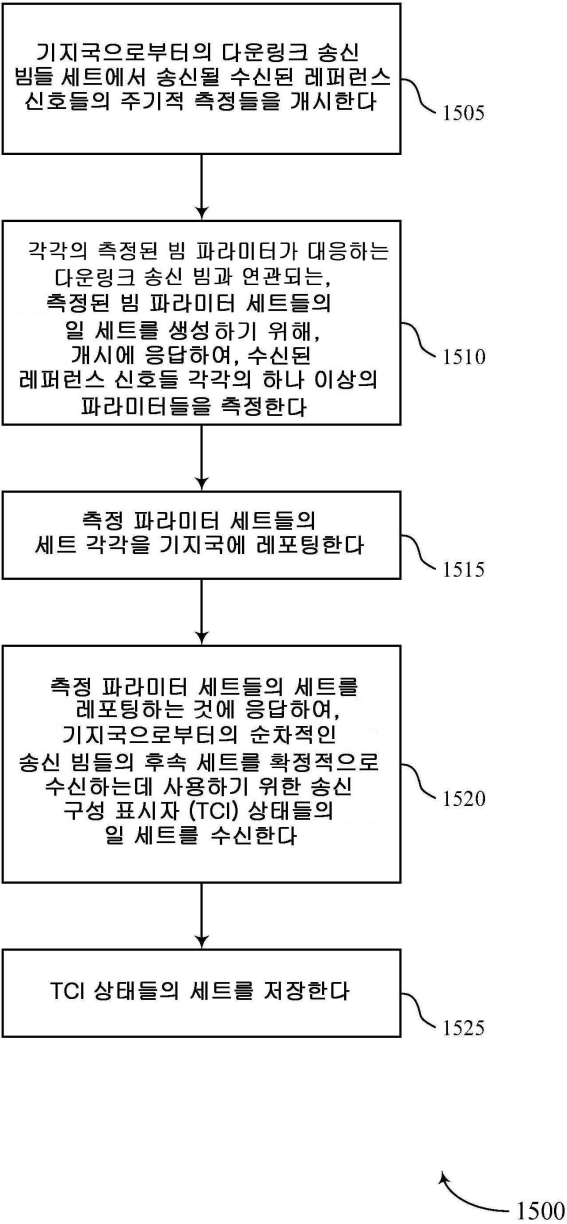 기지국으로부터의 다운링크 송신
빔들 세트에서 송신될 수신된 레퍼런스
신호들의 주기적 측정들을 개시한다
1505
각각의 측정된 빔 파라미터가 대응하는
다운링크 송신 빔과 연관되는,
측정된 빔 파라미터 세트들의
일 세트를 생성하기 위해,
개시에 응답하여, 수신된
레퍼런스 신호들 각각의 하나 이상의
파라미터들을 측정한다
1510
측정 파라미터 세트들의
세트 각각을 기지국에 레포팅한다
1515
측정 파라미터 세트들의 세트를
레포팅하는 것에 응답하여,
기지국으로부터의 순차적인
송신 빔들의 후속 세트를 확정적으로
수신하는데 사용하기 위한 송신
구성 표시자 (TCI) 상태들의
일 세트를 수신한다
1520
TCI 상태들의 세트를 저장한다
1525
1500